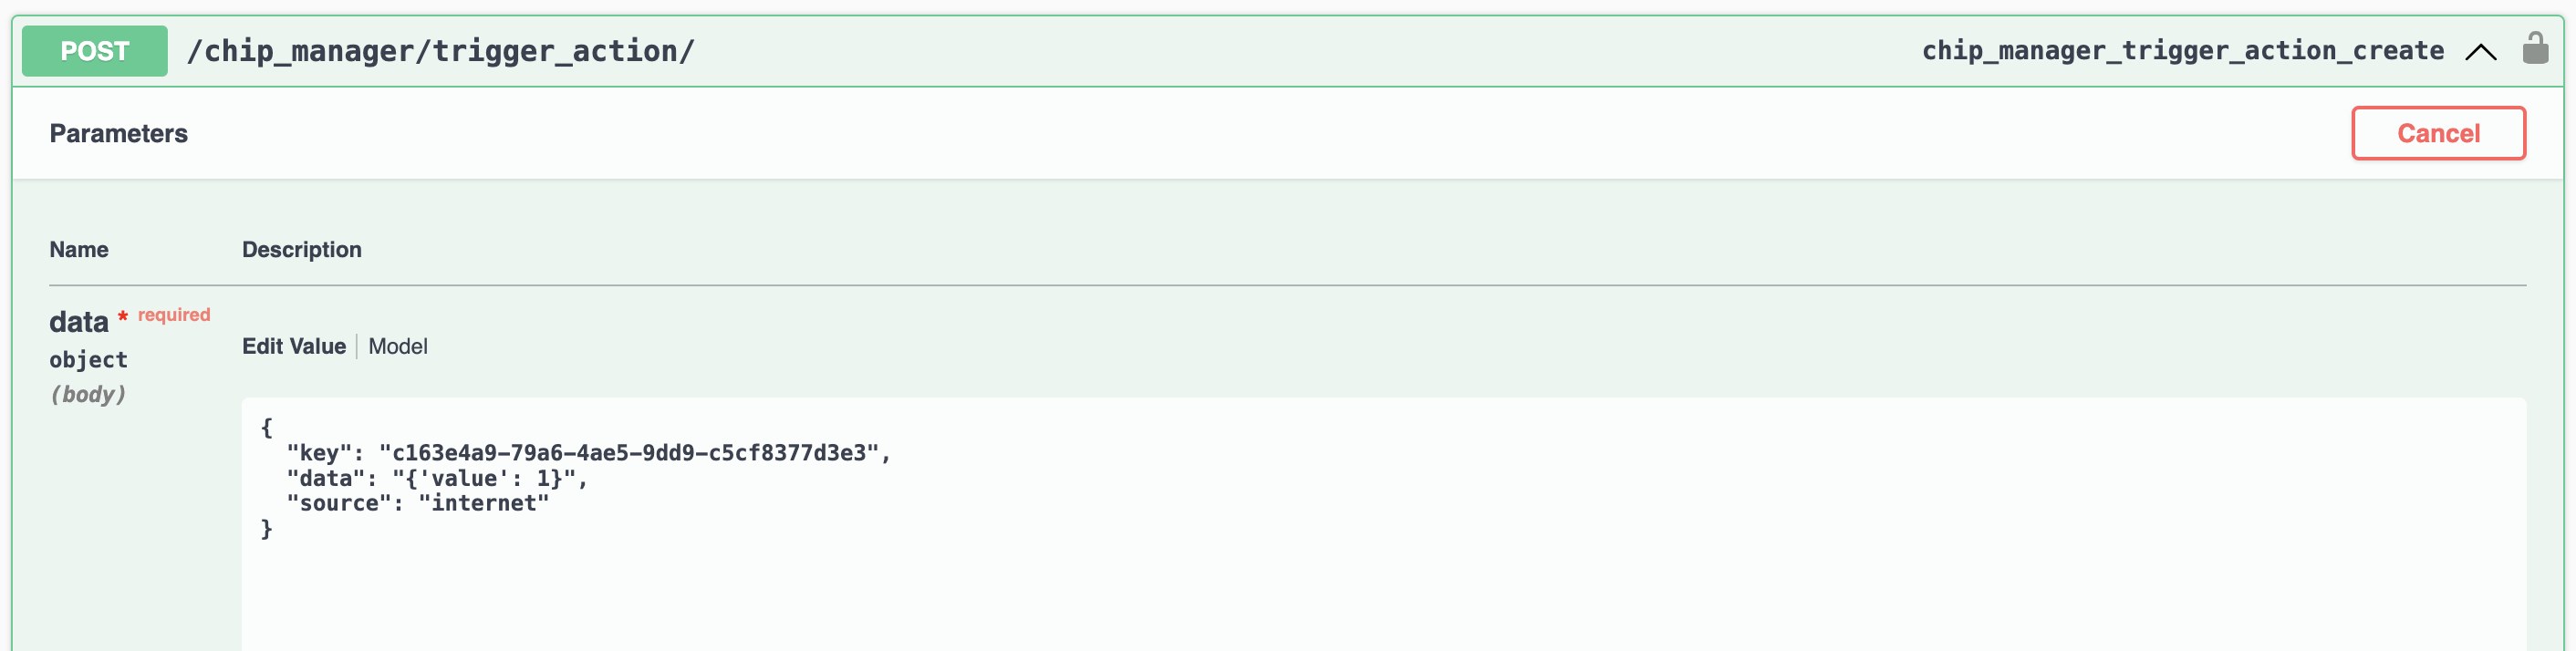 POST /chip_manager/trigger_action/ chip_manager_trigger_action_create
Parameters Cancel
Name Description
data * required
object
(body)
Edit Value | Model
{
  "key": "c163e4a9-79a6-4ae5-9dd9-c5cf8377d3e3",
  "data": "{'value': 1}",
  "source": "internet"
}